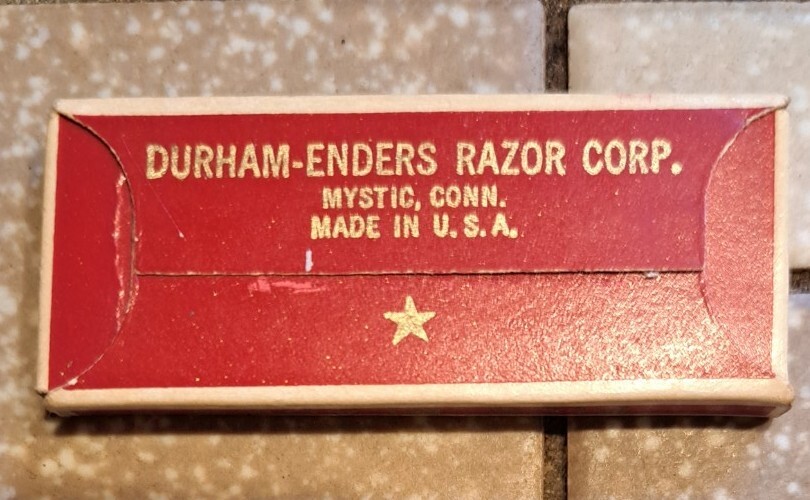 DURHAM-ENDERS RAZOR CORP.
MYSTIC, CONN.
MADE IN U.S.A.